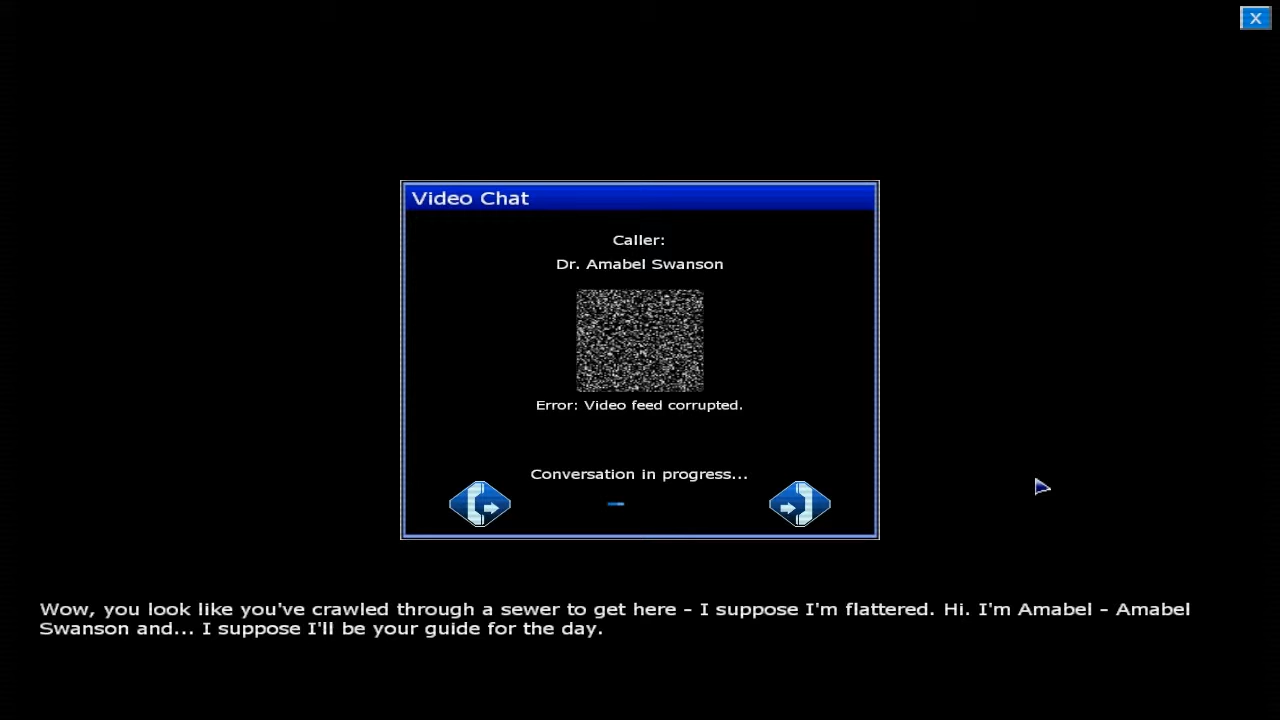 X
Video Chat
Caller:
Dr. Amabel Swanson
Error: Video feed corrupted.
Conversation in progress...
Wow, you look like you've crawled through a sewer to get here - I suppose I'm flattered. Hi. I'm Amabel - Amabel
Swanson and... I suppose I'll be your guide for the day.